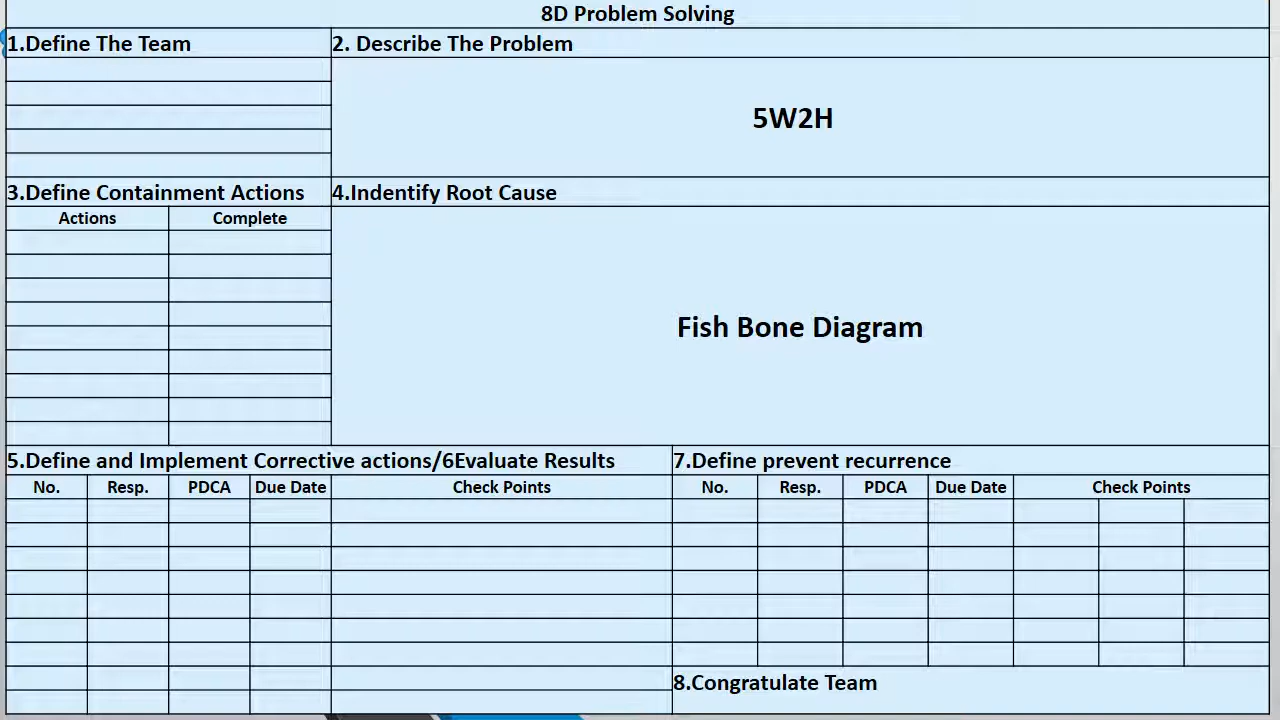 8D Problem Solving
1.Define The Team
2. Describe The Problem
5W2H
3.Define Containment Actions
4.Indentify Root Cause
Actions Complete
Fish Bone Diagram
5.Define and Implement Corrective actions/6Evaluate Results
7.Define prevent recurrence
No. Resp. PDCA Due Date Check Points
No. Resp. PDCA Due Date Check Points
8.Congratulate Team